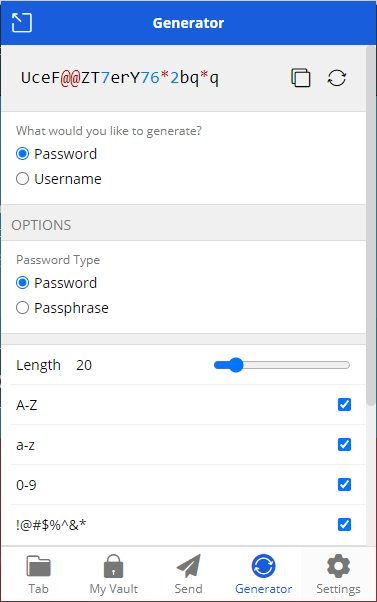 Generator
UceF@@ZT7erY76*2bq*q
What would you like to generate?
Password
Username
OPTIONS
Password Type
Password
Passphrase
Length 20
A-Z
a-z
0-9
!@#$%^&*
Tab My Vault Send Generator Settings